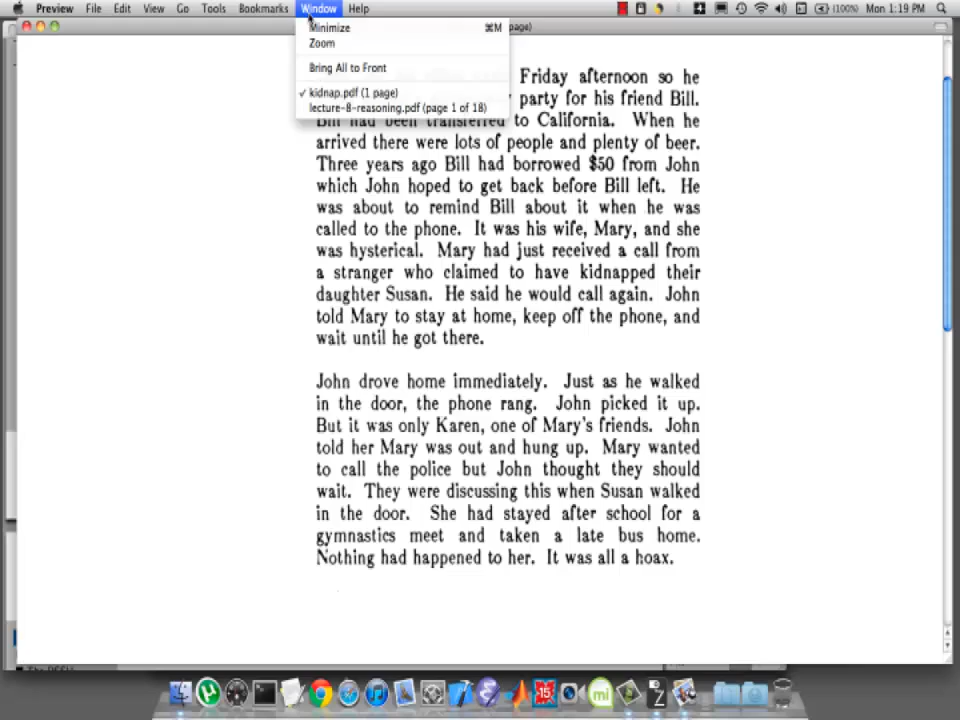 Preview File Edit View Go Tools Bookmarks Window Help (100%) Mon 1:19 PM
page)
Minimize ⌘M
Zoom
Bring All to Front
✓ kidnap.pdf (1 page)
lecture-8-reasoning.pdf (page 1 of 18)
Friday afternoon so he
party for his friend Bill.
Bill had been transferred to California. When he
arrived there were lots of people and plenty of beer.
Three years ago Bill had borrowed $50 from John
which John hoped to get back before Bill left. He
was about to remind Bill about it when he was
called to the phone. It was his wife, Mary, and she
was hysterical. Mary had just received a call from
a stranger who claimed to have kidnapped their
daughter Susan. He said he would call again. John
told Mary to stay at home, keep off the phone, and
wait until he got there.
John drove home immediately. Just as he walked
in the door, the phone rang. John picked it up.
But it was only Karen, one of Mary's friends. John
told her Mary was out and hung up. Mary wanted
to call the police but John thought they should
wait. They were discussing this when Susan walked
in the door. She had stayed after school for a
gymnastics meet and taken a late bus home.
Nothing had happened to her. It was all a hoax.
15
mi
Z